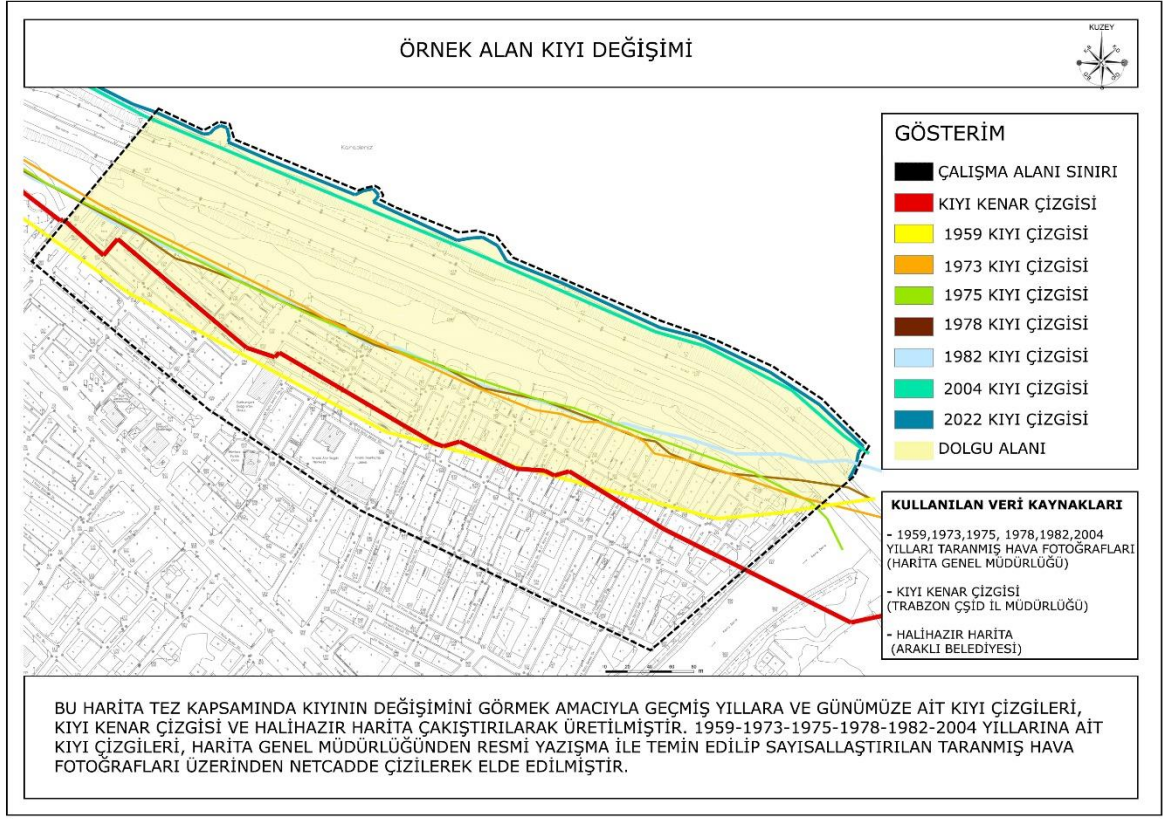 ÖRNEK ALAN KIYI DEĞİŞİMİ
KUZEY
Karadeniz
GÖSTERİM
ÇALIŞMA ALANI SINIRI
KIYI KENAR ÇİZGİSİ
1959 KIYI ÇİZGİSİ
1973 KIYI ÇİZGİSİ
1975 KIYI ÇİZGİSİ
1978 KIYI ÇİZGİSİ
1982 KIYI ÇİZGİSİ
2004 KIYI ÇİZGİSİ
2022 KIYI ÇİZGİSİ
DOLGU ALANI
KULLANILAN VERİ KAYNAKLARI
- 1959,1973,1975, 1978,1982,2004
YILLARI TARANMIŞ HAVA FOTOĞRAFLARI
(HARİTA GENEL MÜDÜRLÜĞÜ)
- KIYI KENAR ÇİZGİSİ
(TRABZON ÇŞİD İL MÜDÜRLÜĞÜ)
- HALİHAZIR HARİTA
(ARAKLI BELEDİYESİ)
0 20 40 60 80 m
BU HARİTA TEZ KAPSAMINDA KIYININ DEĞİŞİMİNİ GÖRMEK AMACIYLA GEÇMİŞ YILLARA VE GÜNÜMÜZE AİT KIYI ÇİZGİLERİ,
KIYI KENAR ÇİZGİSİ VE HALİHAZIR HARİTA ÇAKIŞTIRILARAK ÜRETİLMİŞTİR. 1959-1973-1975-1978-1982-2004 YILLARINA AİT
KIYI ÇİZGİLERİ, HARİTA GENEL MÜDÜRLÜĞÜNDEN RESMİ YAZIŞMA İLE TEMİN EDİLİP SAYISALLAŞTIRILAN TARANMIŞ HAVA
FOTOĞRAFLARI ÜZERİNDEN NETCADDE ÇİZİLEREK ELDE EDİLMİŞTİR.